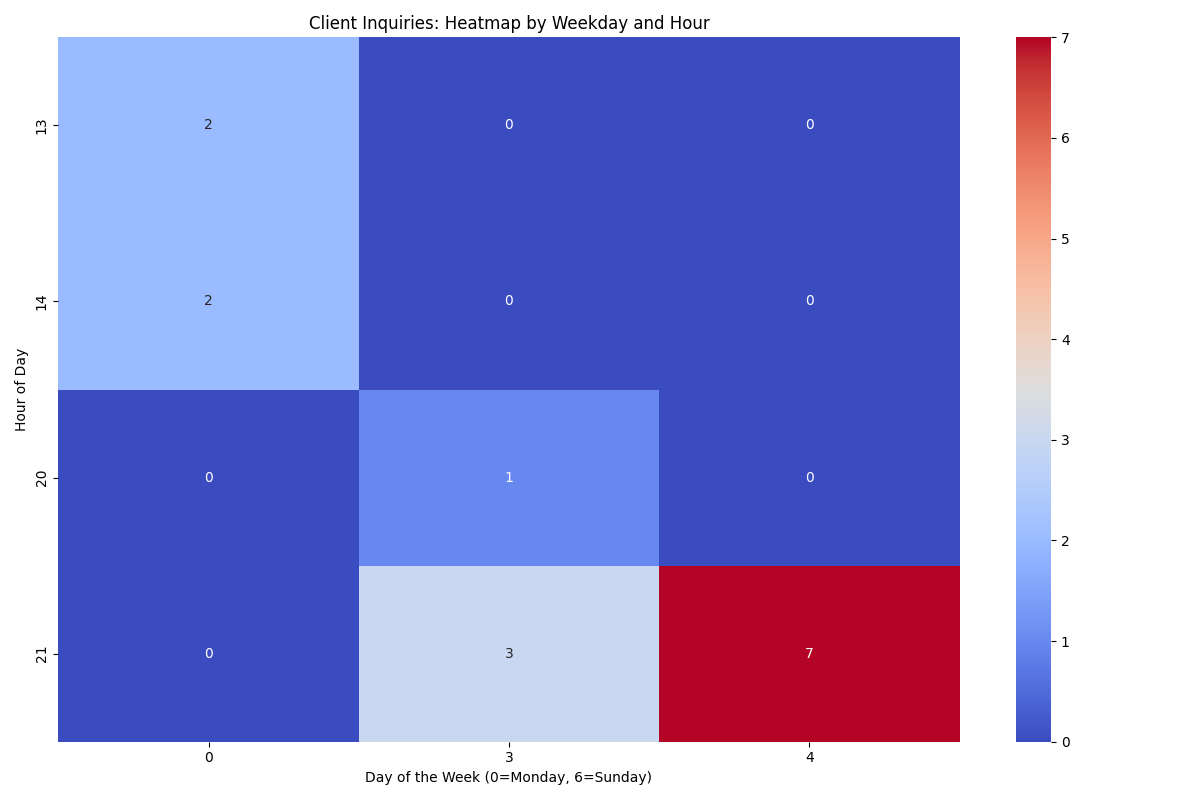 Client Inquiries: Heatmap by Weekday and Hour
7
6
5
4
3
2
1
0
Hour of Day
13
2 0 0
14
2 0 0
20
0 1 0
21
0 3 7
0 3 4
Day of the Week (0=Monday, 6=Sunday)